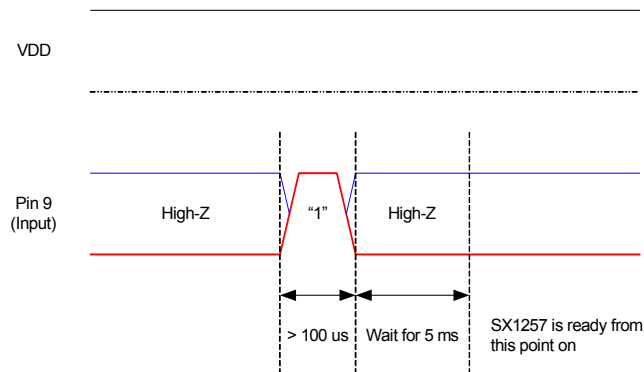 VDD
Pin 9
(Input)
High-Z
“1”
High-Z
> 100 us
Wait for 5 ms
SX1257 is ready from
this point on